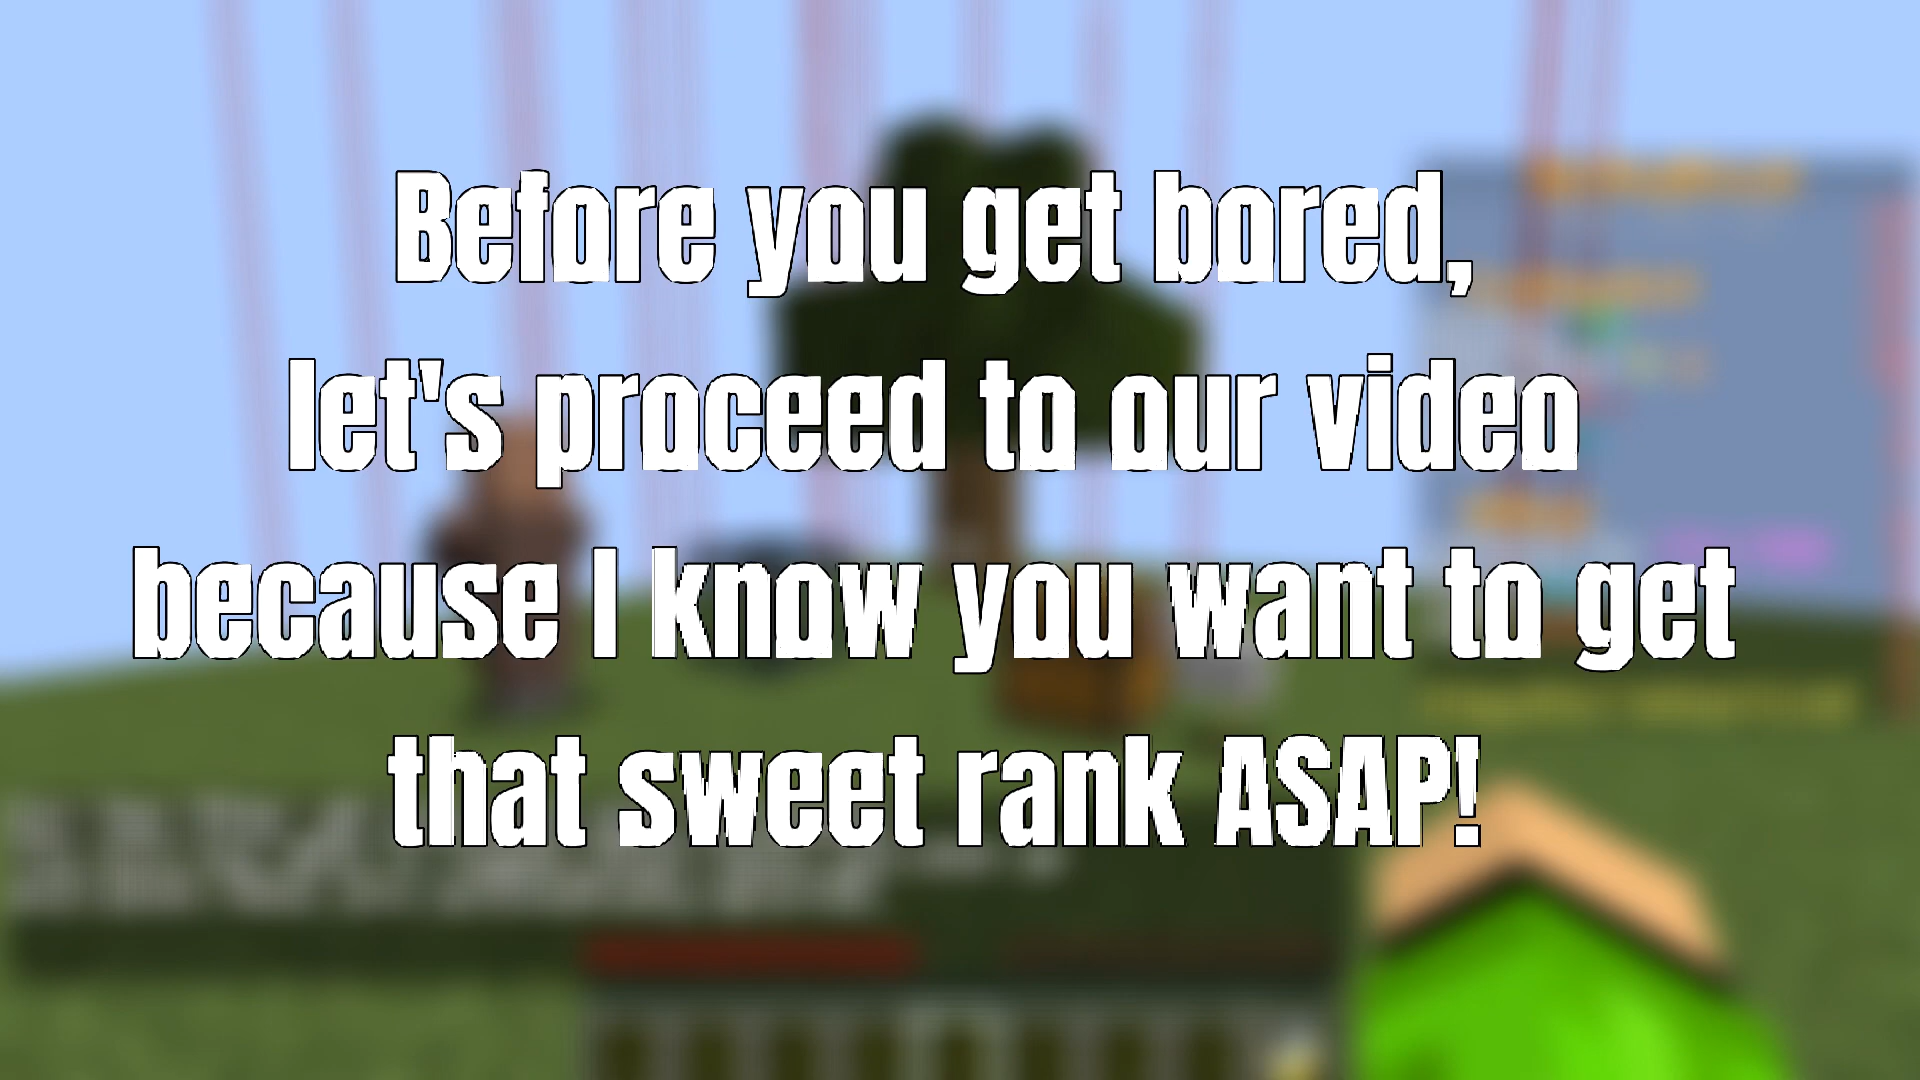 Before you get bored,
let's proceed to our video
because I know you want to get
that sweet rank ASAP!